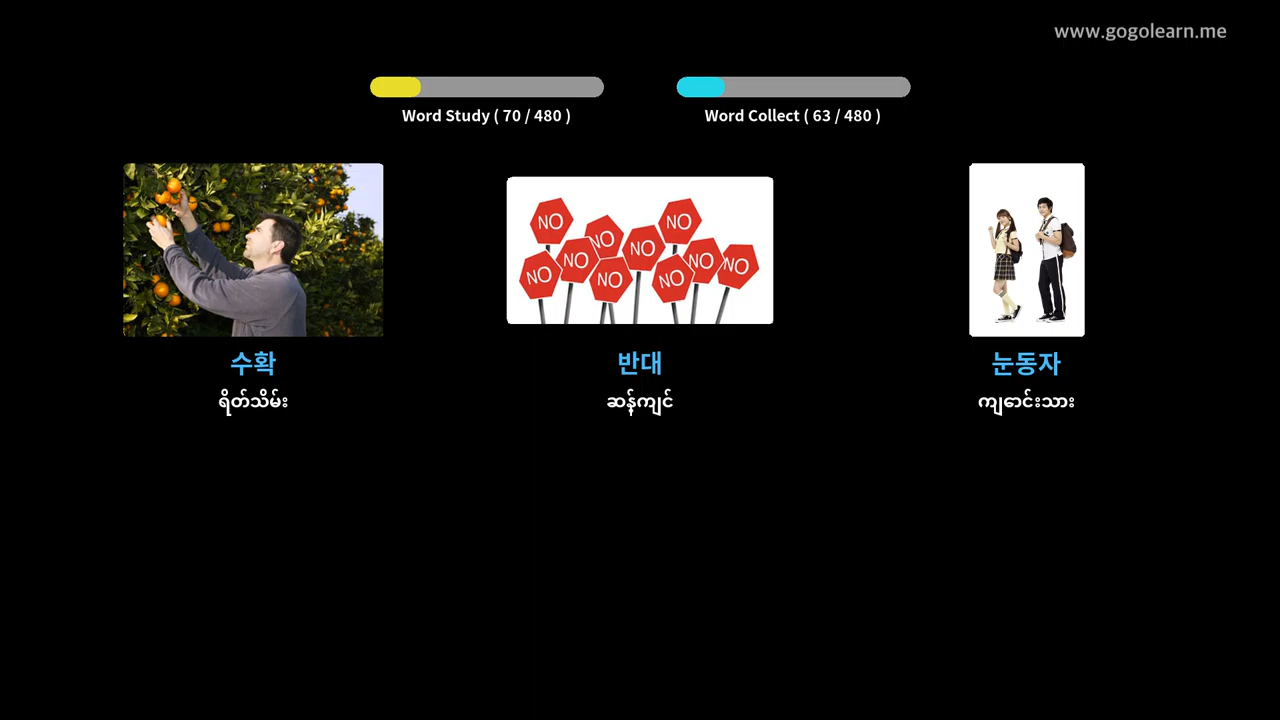 www.gogolearn.me
Word Study ( 70 / 480 )
Word Collect ( 63 / 480 )
NO
NO
NO
NO
NO
NO
NO
NO
NO
NO
수확
반대
눈동자
ရိတ်သိမ်း
ဆန့်ကျင်
ကျောင်းသား